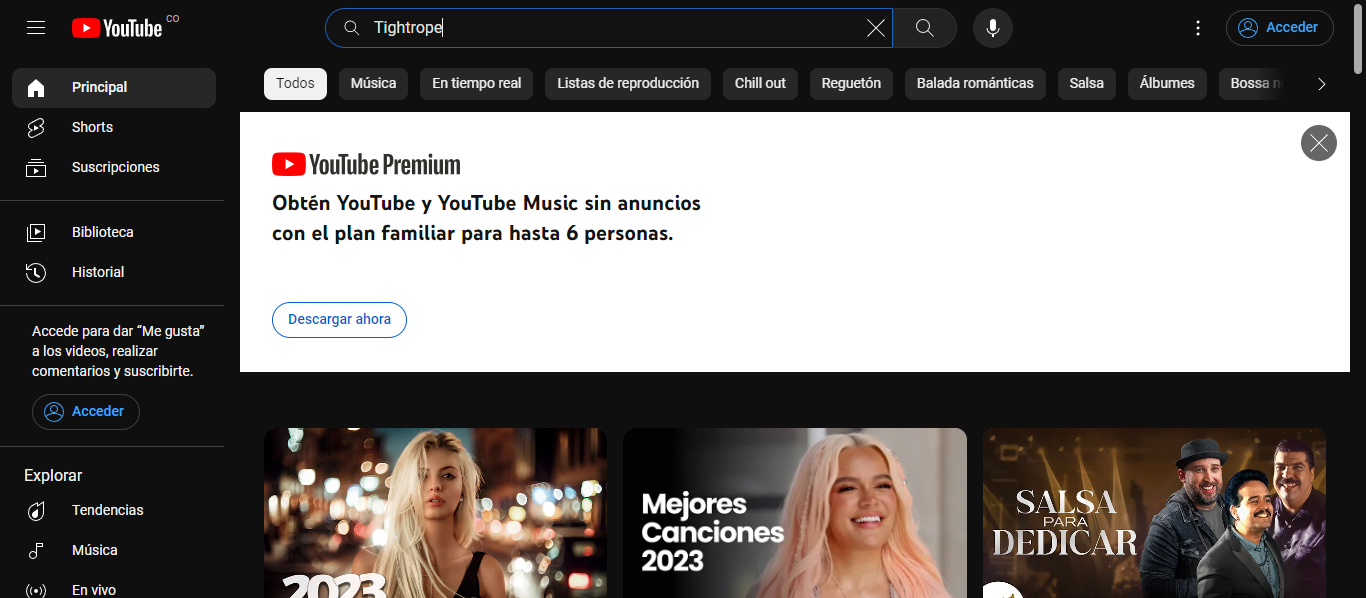 YouTube CO
Tightrope
Acceder
Principal
Shorts
Suscripciones
Biblioteca
Historial
Accede para dar “Me gusta”
a los videos, realizar
comentarios y suscribirte.
Acceder
Explorar
Tendencias
Música
En vivo
Todos
Música
En tiempo real
Listas de reproducción
Chill out
Reguetón
Balada románticas
Salsa
Álbumes
Bossa
YouTube Premium
Obtén YouTube y YouTube Music sin anuncios
con el plan familiar para hasta 6 personas.
Descargar ahora
2023
Mejores
Canciones
2023
SALSA
PARA
DEDICAR